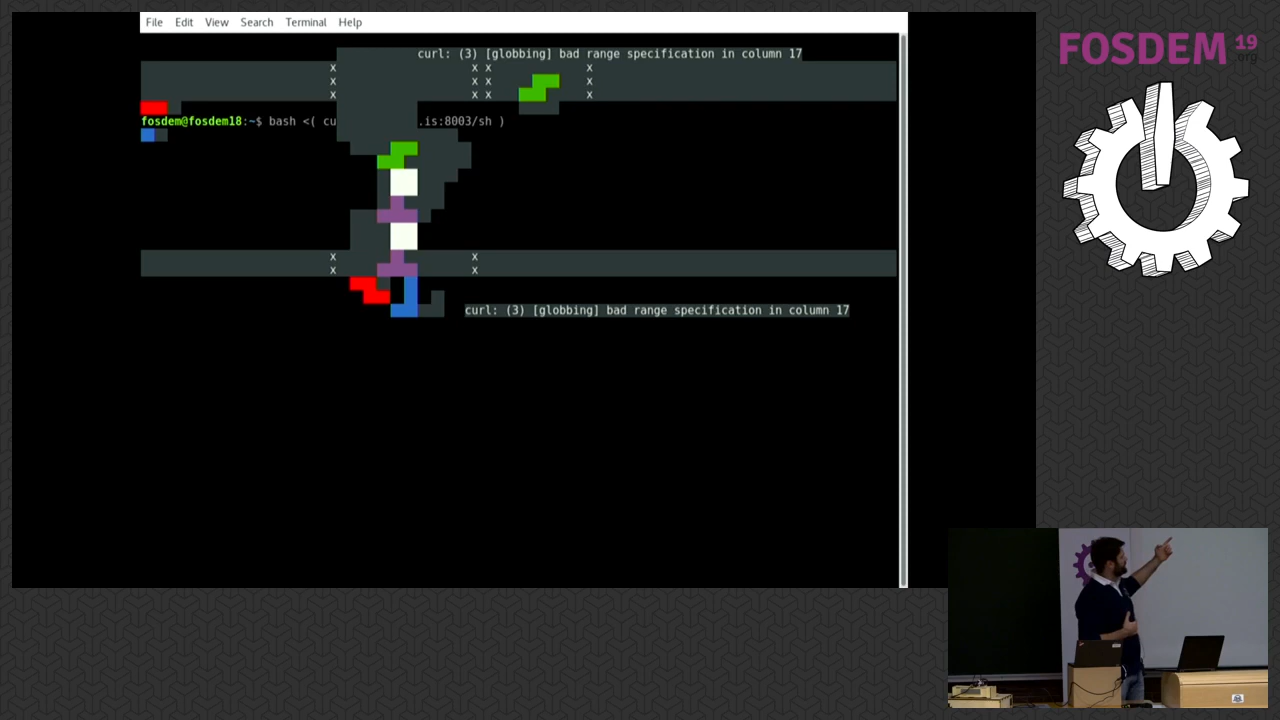 File Edit View Search Terminal Help
curl: (3) [globbing] bad range specification in column 17
x x x x
x x x x
x x x x
fosdem@fosdem18:~$ bash <( cu .is:8003/sh )
x x
x x
curl: (3) [globbing] bad range specification in column 17
FOSDEM 19
.org